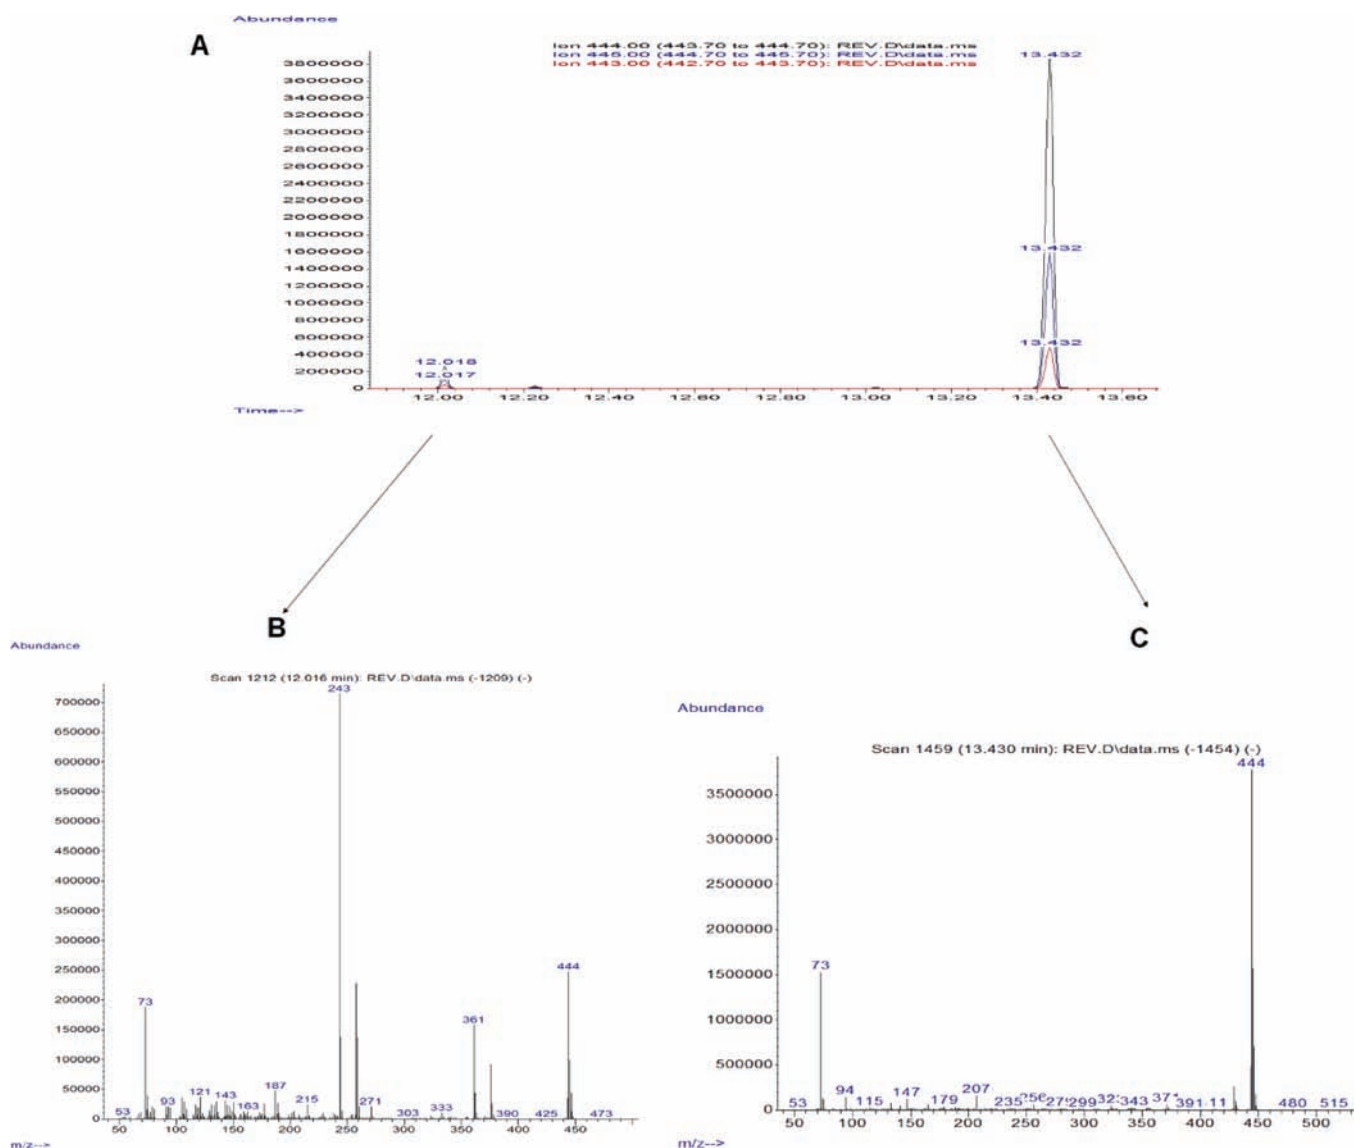 Abundance
A
Ion 444.00 (443.70 to 444.70): REV.D\data.ms
Ion 445.00 (444.70 to 445.70): REV.D\data.ms
Ion 443.00 (442.70 to 443.70): REV.D\data.ms
13.432
3800000
3600000
3400000
3200000
3000000
2800000
2600000
2400000
2200000
2000000
1800000
1600000
13.432
1400000
1200000
1000000
800000
600000
13.432
400000
12.018
200000
12.017
0
12.00 12.20 12.40 12.60 12.80 13.00 13.20 13.40 13.60
Time-->
B
Abundance
Scan 1212 (12.016 min): REV.D\data.ms (-1209) (-)
243
700000
650000
600000
550000
500000
450000
400000
350000
300000
250000
444
200000
73
150000
361
100000
50000
53 93 121 143 163 187 215 271 303 333 390 425 473
0
50 100 150 200 250 300 350 400 450
m/z-->
C
Abundance
Scan 1459 (13.430 min): REV.D\data.ms (-1454) (-)
444
3500000
3000000
2500000
2000000
1500000
73
1000000
500000
53 94 115 147 179 207 235 299 343 391 480 515
0
50 100 150 200 250 300 350 400 450 500
m/z-->